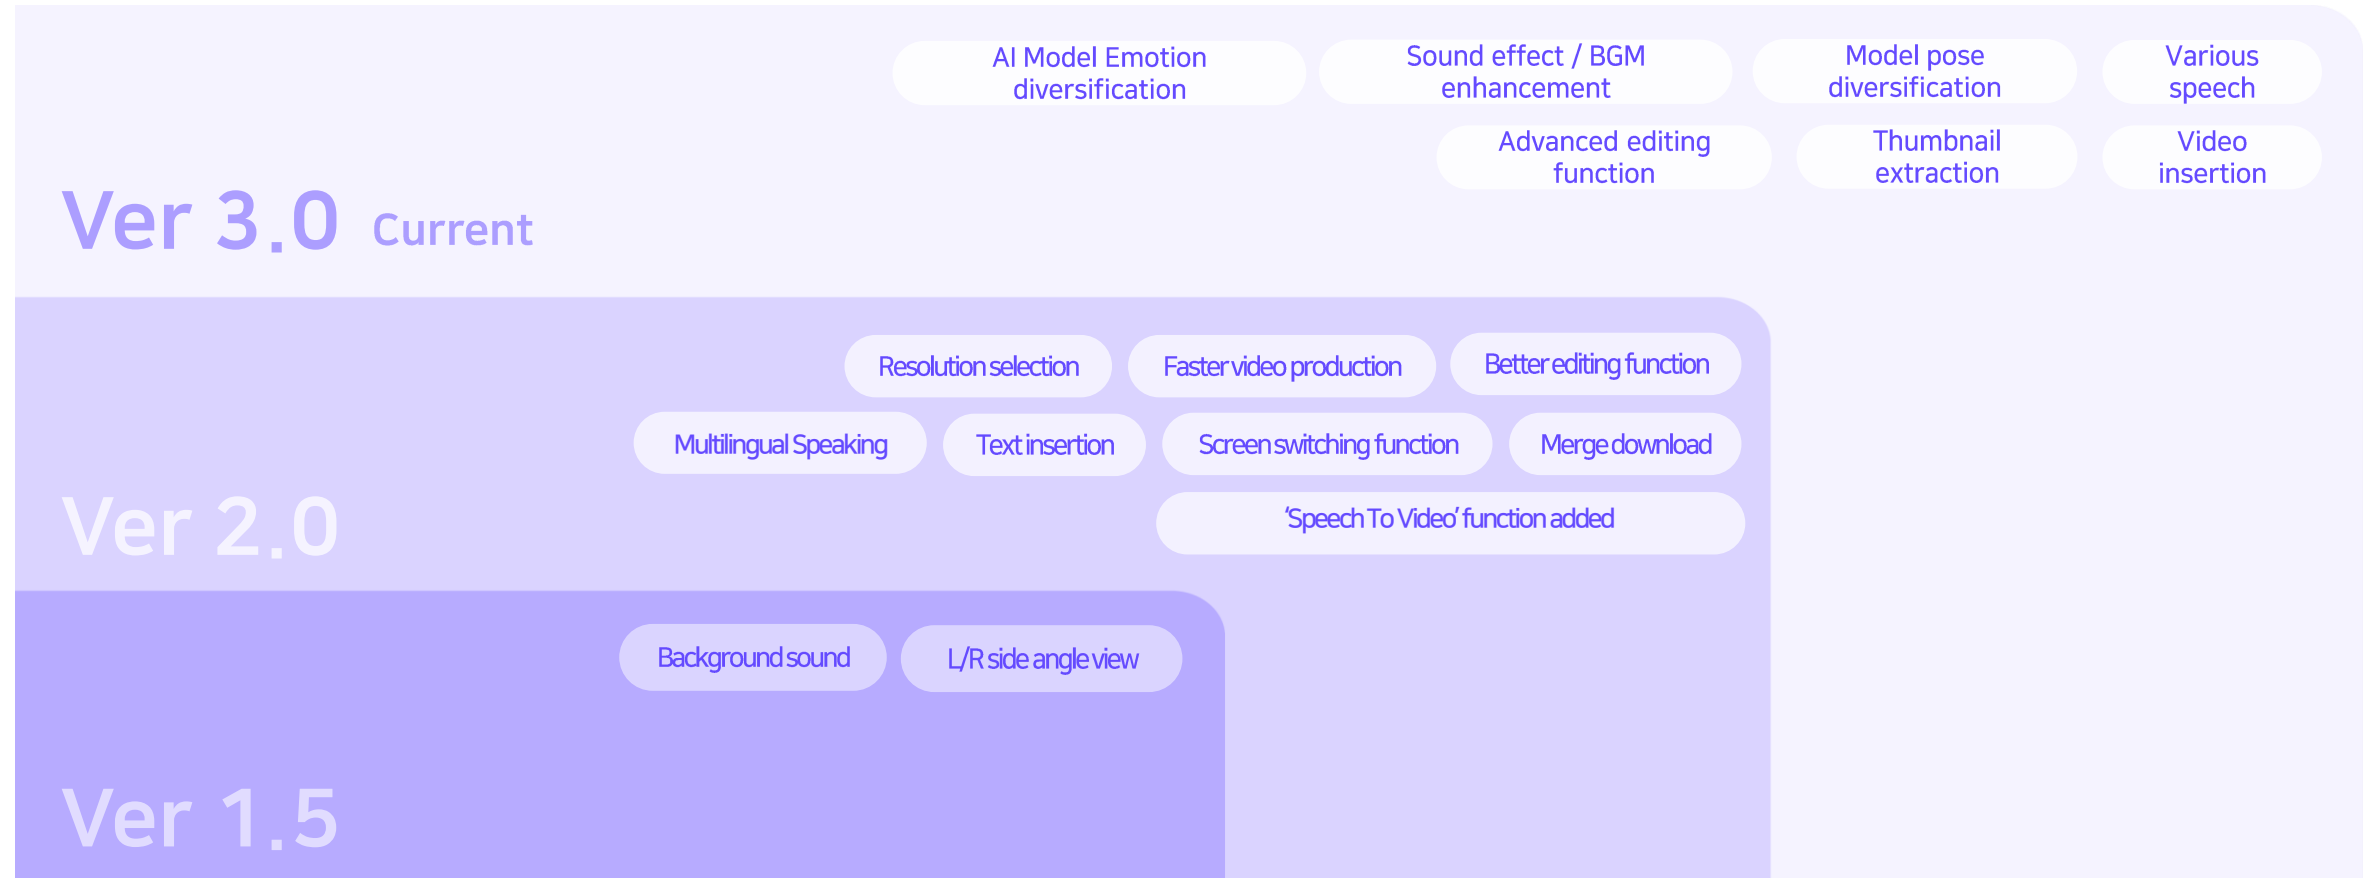 AI Model Emotion
diversification
Sound effect / BGM
enhancement
Model pose
diversification
Various
speech
Advanced editing
function
Thumbnail
extraction
Video
insertion
Ver 3.0 Current
Resolution selection
Faster video production
Better editing function
Multilingual Speaking
Text insertion
Screen switching function
Merge download
‘Speech To Video’ function added
Ver 2.0
Background sound
L/R side angle view
Ver 1.5